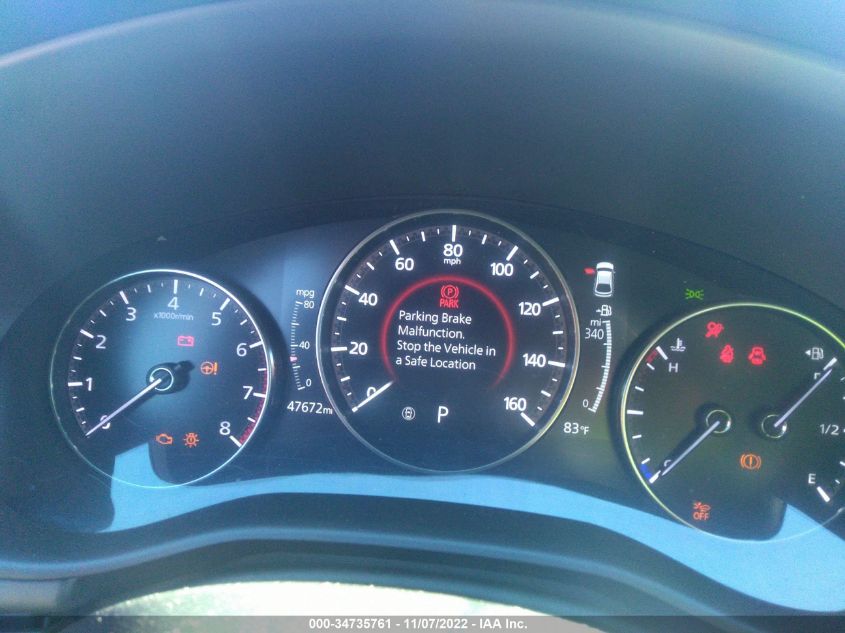 0 1 2 3 4 5 6 7 8
x1000r/min
mpg
80
40
0
47672mi
0 20 40 60 80 100 120 140 160
mph
PARK
Parking Brake
Malfunction.
Stop the Vehicle in
a Safe Location
P
mi
340
0
83°F
H
F
1/2
E
OFF
000-34735761 - 11/07/2022 - IAA Inc.